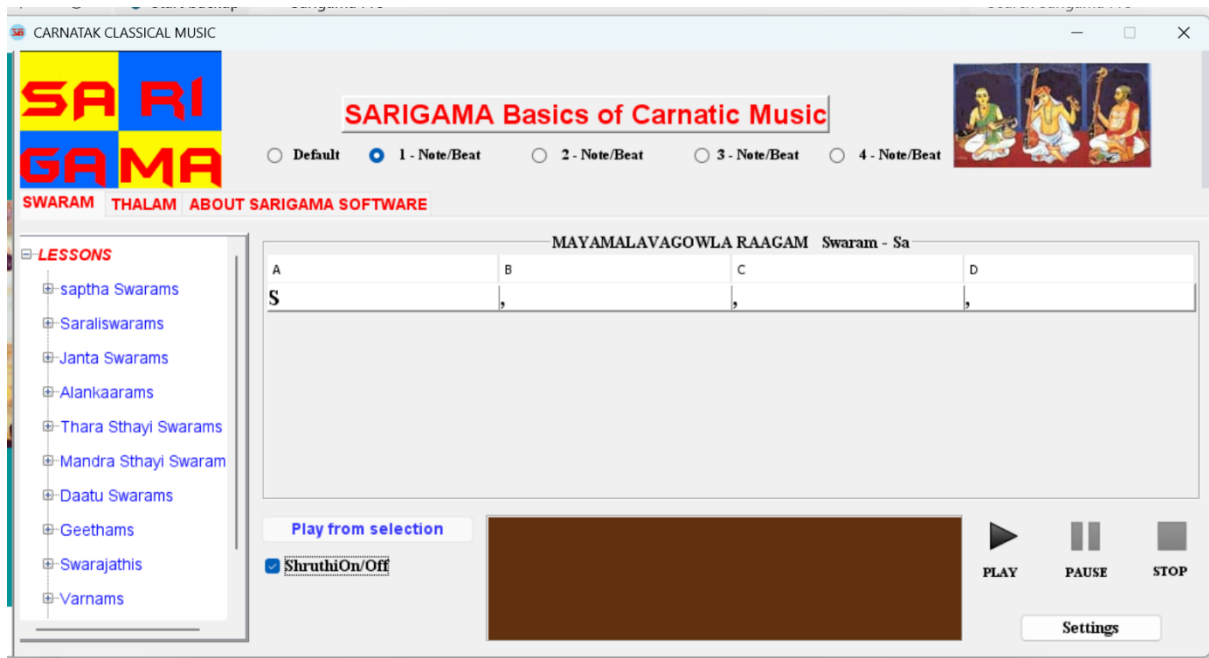 CARNATAK CLASSICAL MUSIC
SA RI
GA MA
SARIGAMA Basics of Carnatic Music
Default 1 - Note/Beat 2 - Note/Beat 3 - Note/Beat 4 - Note/Beat
SWARAM THALAM ABOUT SARIGAMA SOFTWARE
LESSONS
saptha Swarams
Saraliswarams
Janta Swarams
Alankaarams
Thara Sthayi Swarams
Mandra Sthayi Swaram
Daatu Swarams
Geethams
Swarajathis
Varnams
MAYAMALAVAGOWLA RAAGAM Swaram - Sa
A B C D
S , , ,
Play from selection
ShruthiOn/Off
PLAY PAUSE STOP
Settings